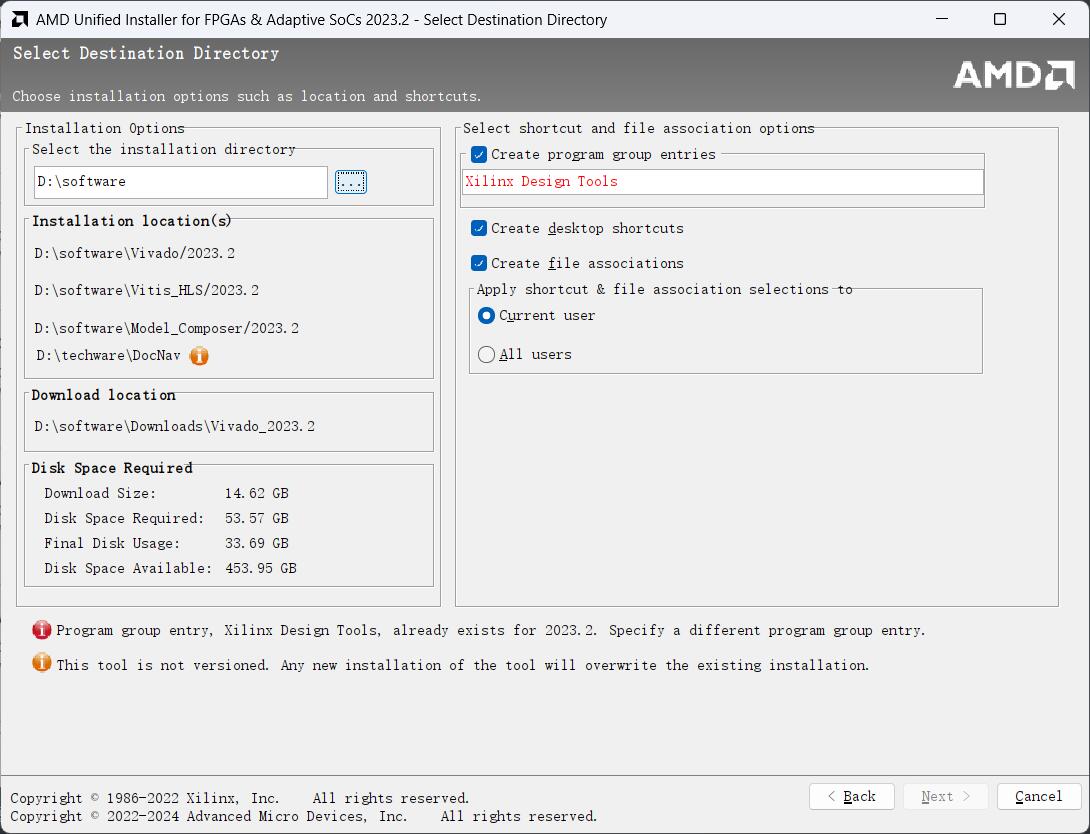 AMD Unified Installer for FPGAs & Adaptive SoCs 2023.2 - Select Destination Directory
Select Destination Directory
Choose installation options such as location and shortcuts.
AMD
Installation Options
Select the installation directory
D:\software
...
Installation location(s)
D:\software\Vivado/2023.2
D:\software\Vitis_HLS/2023.2
D:\software\Model_Composer/2023.2
D:\techware\DocNav
Download location
D:\software\Downloads\Vivado_2023.2
Disk Space Required
Download Size: 14.62 GB
Disk Space Required: 53.57 GB
Final Disk Usage: 33.69 GB
Disk Space Available: 453.95 GB
Select shortcut and file association options
Create program group entries
Xilinx Design Tools
Create desktop shortcuts
Create file associations
Apply shortcut & file association selections to
Current user
All users
Program group entry, Xilinx Design Tools, already exists for 2023.2. Specify a different program group entry.
This tool is not versioned. Any new installation of the tool will overwrite the existing installation.
Copyright © 1986-2022 Xilinx, Inc. All rights reserved.
Copyright © 2022-2024 Advanced Micro Devices, Inc. All rights reserved.
< Back
Next >
Cancel